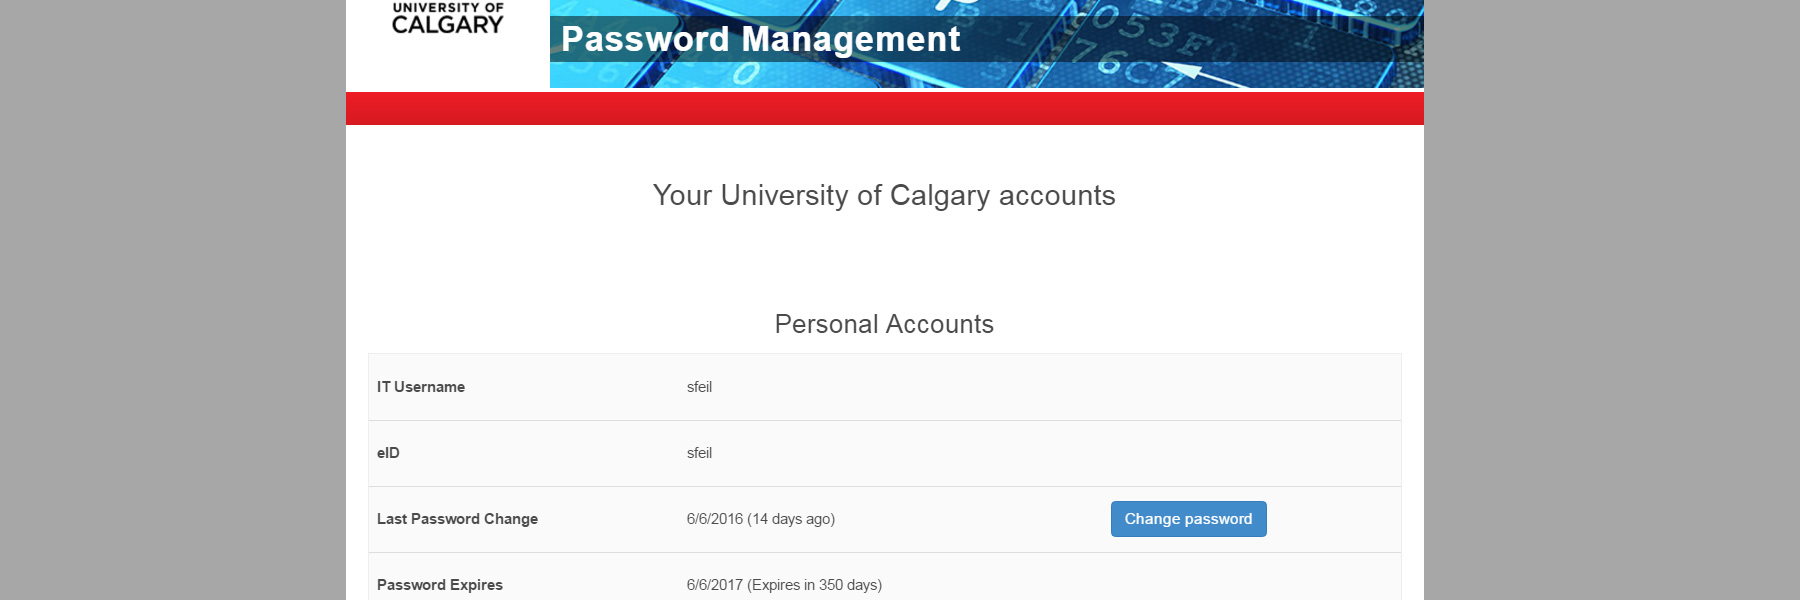 UNIVERSITY OF
CALGARY
Password Management
Your University of Calgary accounts
Personal Accounts
IT Username sfeil
eID sfeil
Last Password Change 6/6/2016 (14 days ago) Change password
Password Expires 6/6/2017 (Expires in 350 days)